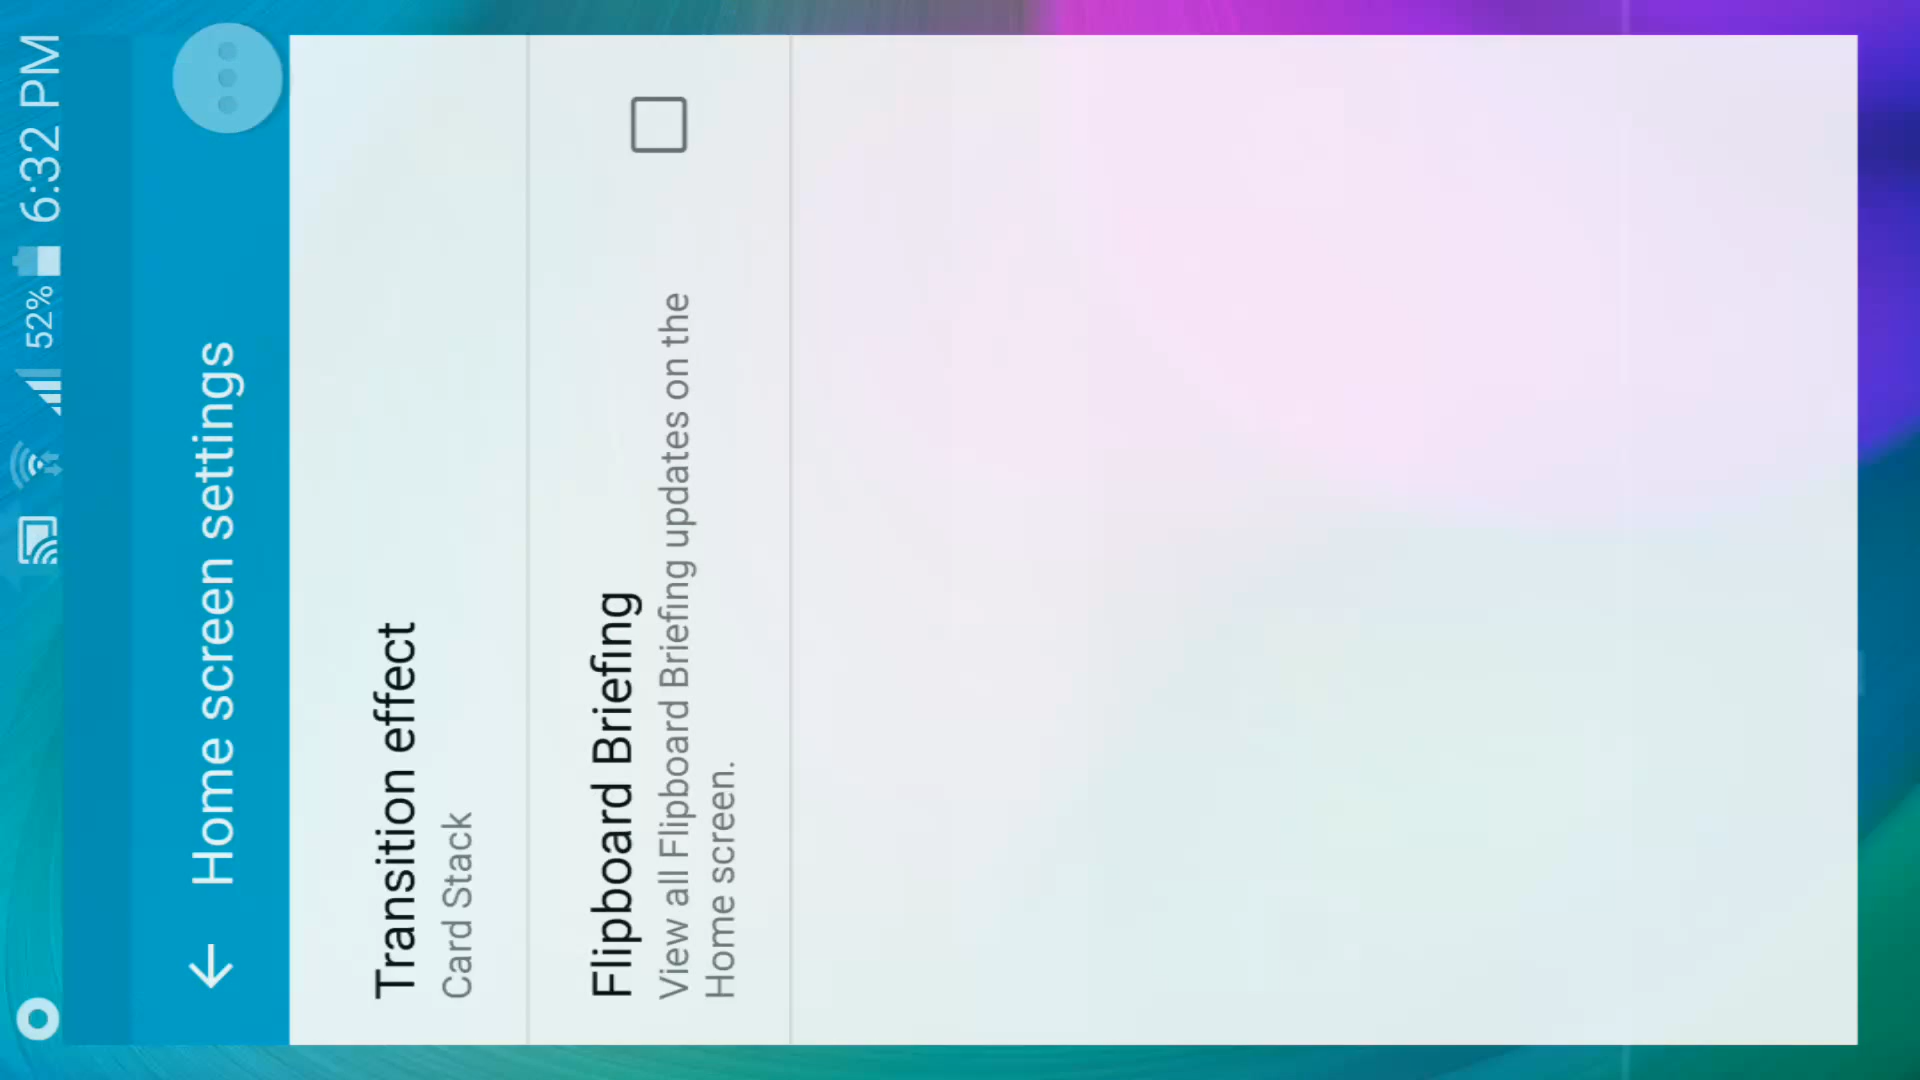 52% 6:32 PM
Home screen settings
Transition effect
Card Stack
Flipboard Briefing
View all Flipboard Briefing updates on the
Home screen.